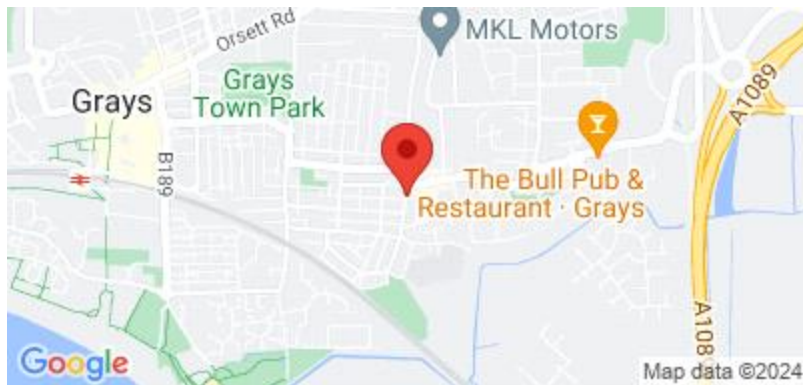 Orsett Rd
MKL Motors
Grays
Town Park
Grays
A1089
B189
The Bull Pub &
Restaurant · Grays
A108
Google
Map data ©2024